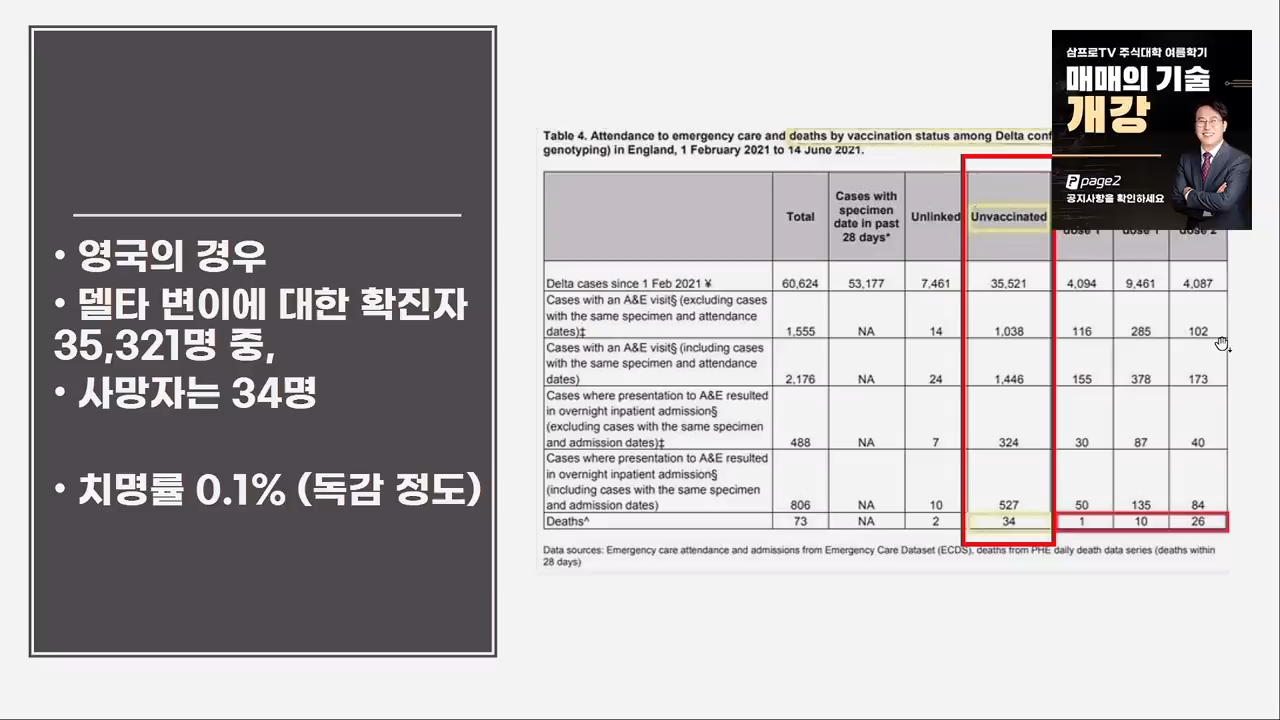 • 영국의 경우
• 델타 변이에 대한 확진자
35,321명 중,
• 사망자는 34명
• 치명률 0.1% (독감 정도)
Table 4. Attendance to emergency care and deaths by vaccination status among Delta conf
genotyping) in England, 1 February 2021 to 14 June 2021.
Total
Cases with
specimen
date in past
28 days*
Unlinked
Unvaccinated
dose 1
dose 1
dose 2
Delta cases since 1 Feb 2021 ¥ 60,624 53,177 7,461 35,521 4,094 9,461 4,087
Cases with an A&E visit§ (excluding cases
with the same specimen and attendance
dates)‡ 1,555 NA 14 1,038 116 285 102
Cases with an A&E visit§ (including cases
with the same specimen and attendance
dates) 2,176 NA 24 1,446 155 378 173
Cases where presentation to A&E resulted
in overnight inpatient admission§
(excluding cases with the same specimen
and admission dates)‡ 488 NA 7 324 30 87 40
Cases where presentation to A&E resulted
in overnight inpatient admission§
(including cases with the same specimen
and admission dates) 806 NA 10 527 50 135 84
Deaths^ 73 NA 2 34 1 10 26
Data sources: Emergency care attendance and admissions from Emergency Care Dataset (ECDS), deaths from PHE daily death data series (deaths within
28 days)
삼프로TV 주식대학 여름학기
매매의 기술
개강
page2
공지사항을 확인하세요